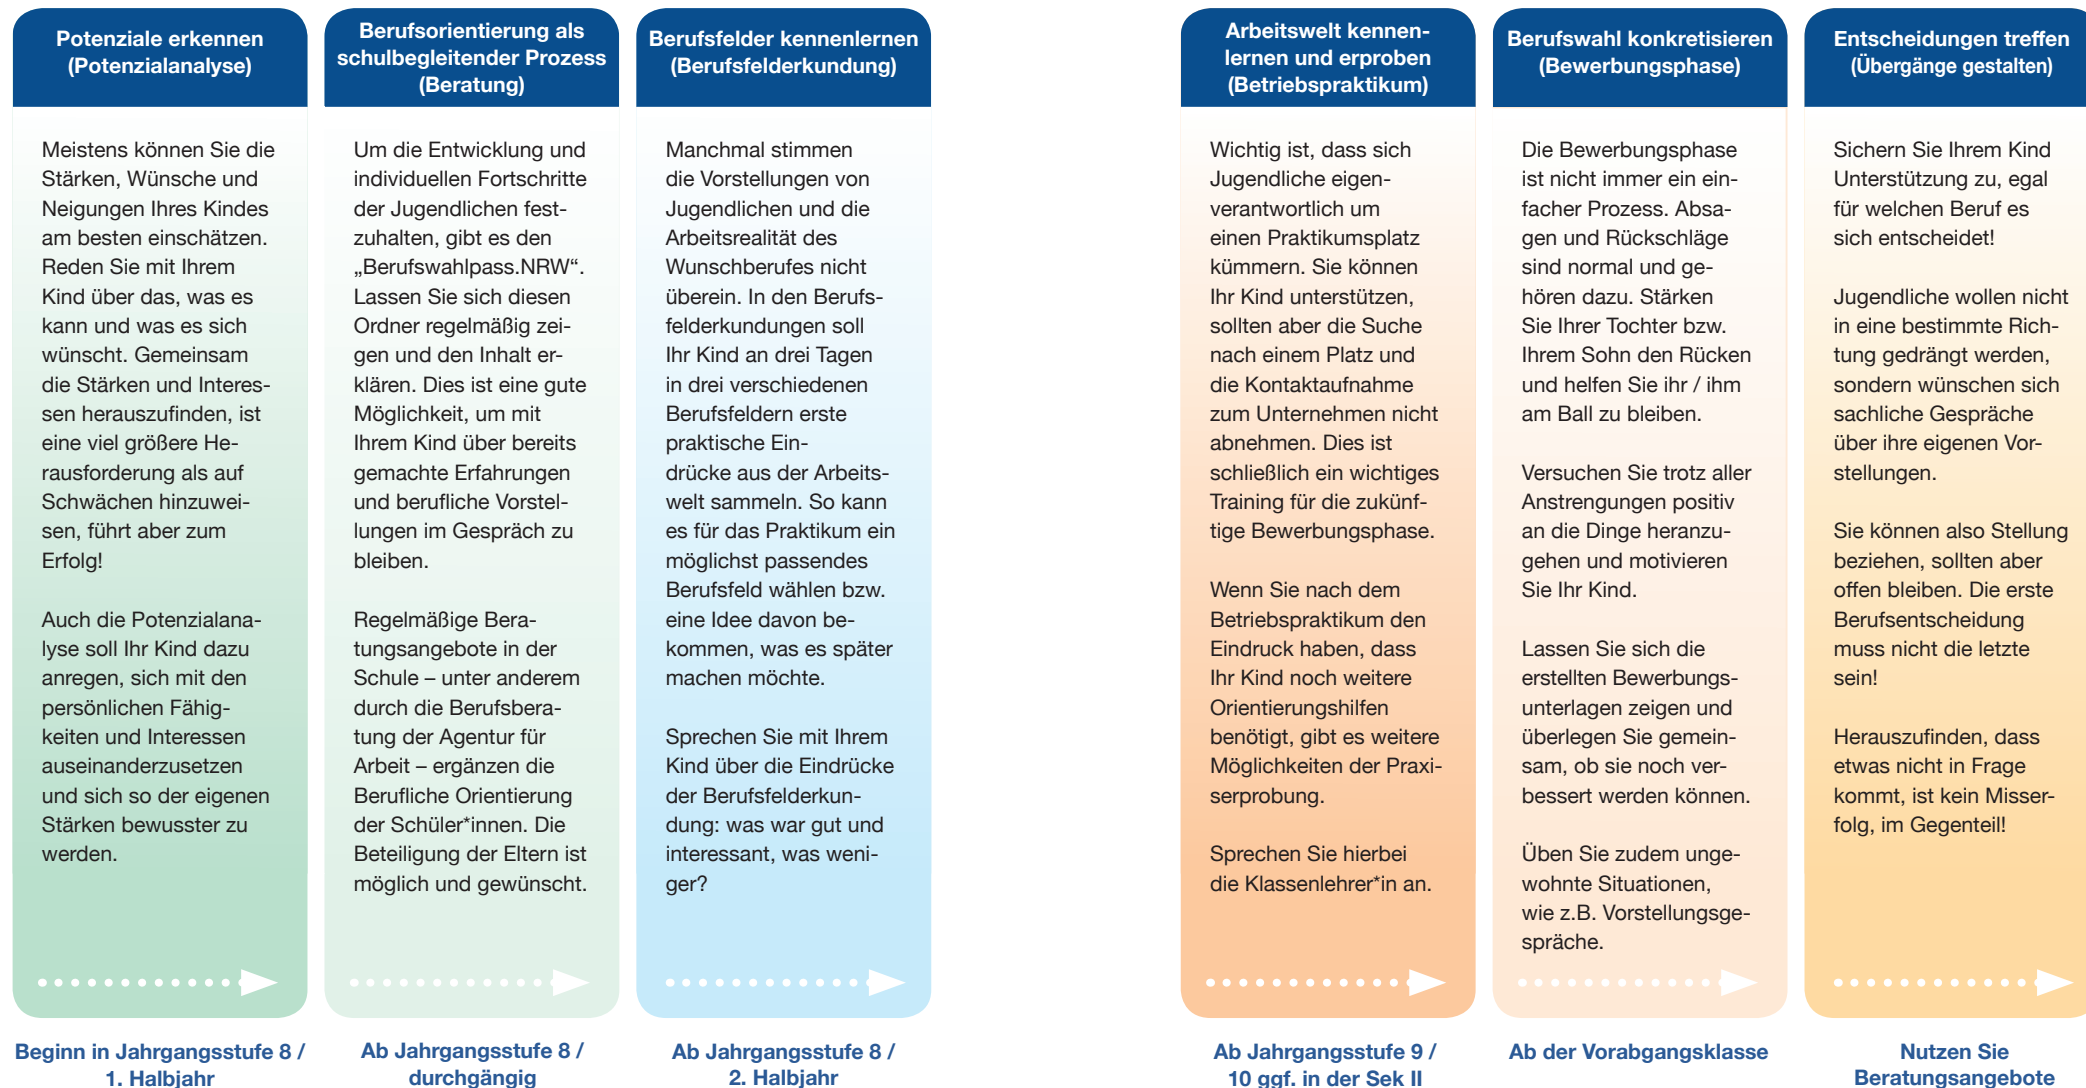 Potenziale erkennen
(Potenzialanalyse)
Meistens können Sie die
Stärken, Wünsche und
Neigungen Ihres Kindes
am besten einschätzen.
Reden Sie mit Ihrem
Kind über das, was es
kann und was es sich
wünscht. Gemeinsam
die Stärken und Interes-
sen herauszufinden, ist
eine viel größere He-
rausforderung als auf
Schwächen hinzuwei-
sen, führt aber zum
Erfolg!
Auch die Potenzialana-
lyse soll Ihr Kind dazu
anregen, sich mit den
persönlichen Fähig-
keiten und Interessen
auseinanderzusetzen
und sich so der eigenen
Stärken bewusster zu
werden.
Beginn in Jahrgangsstufe 8 /
1. Halbjahr
Berufsorientierung als
schulbegleitender Prozess
(Beratung)
Um die Entwicklung und
individuellen Fortschritte
der Jugendlichen fest-
zuhalten, gibt es den
„Berufswahlpass.NRW“.
Lassen Sie sich diesen
Ordner regelmäßig zei-
gen und den Inhalt er-
klären. Dies ist eine gute
Möglichkeit, um mit
Ihrem Kind über bereits
gemachte Erfahrungen
und berufliche Vorstel-
lungen im Gespräch zu
bleiben.
Regelmäßige Bera-
tungsangebote in der
Schule – unter anderem
durch die Berufsbera-
tung der Agentur für
Arbeit – ergänzen die
Berufliche Orientierung
der Schüler*innen. Die
Beteiligung der Eltern ist
möglich und gewünscht.
Ab Jahrgangsstufe 8 /
durchgängig
Berufsfelder kennenlernen
(Berufsfelderkundung)
Manchmal stimmen
die Vorstellungen von
Jugendlichen und die
Arbeitsrealität des
Wunschberufes nicht
überein. In den Berufs-
felderkundungen soll
Ihr Kind an drei Tagen
in drei verschiedenen
Berufsfeldern erste
praktische Ein-
drücke aus der Arbeits-
welt sammeln. So kann
es für das Praktikum ein
möglichst passendes
Berufsfeld wählen bzw.
eine Idee davon be-
kommen, was es später
machen möchte.
Sprechen Sie mit Ihrem
Kind über die Eindrücke
der Berufsfelderkun-
dung: was war gut und
interessant, was weni-
ger?
Ab Jahrgangsstufe 8 /
2. Halbjahr
Arbeitswelt kennen-
lernen und erproben
(Betriebspraktikum)
Wichtig ist, dass sich
Jugendliche eigen-
verantwortlich um
einen Praktikumsplatz
kümmern. Sie können
Ihr Kind unterstützen,
sollten aber die Suche
nach einem Platz und
die Kontaktaufnahme
zum Unternehmen nicht
abnehmen. Dies ist
schließlich ein wichtiges
Training für die zukünf-
tige Bewerbungsphase.
Wenn Sie nach dem
Betriebspraktikum den
Eindruck haben, dass
Ihr Kind noch weitere
Orientierungshilfen
benötigt, gibt es weitere
Möglichkeiten der Praxi-
serprobung.
Sprechen Sie hierbei
die Klassenlehrer*in an.
Ab Jahrgangsstufe 9 /
10 ggf. in der Sek II
Berufswahl konkretisieren
(Bewerbungsphase)
Die Bewerbungsphase
ist nicht immer ein ein-
facher Prozess. Absa-
gen und Rückschläge
sind normal und ge-
hören dazu. Stärken
Sie Ihrer Tochter bzw.
Ihrem Sohn den Rücken
und helfen Sie ihr / ihm
am Ball zu bleiben.
Versuchen Sie trotz aller
Anstrengungen positiv
an die Dinge heranzu-
gehen und motivieren
Sie Ihr Kind.
Lassen Sie sich die
erstellten Bewerbungs-
unterlagen zeigen und
überlegen Sie gemein-
sam, ob sie noch ver-
bessert werden können.
Üben Sie zudem unge-
wohnte Situationen,
wie z.B. Vorstellungsge-
spräche.
Ab der Vorabgangsklasse
Entscheidungen treffen
(Übergänge gestalten)
Sichern Sie Ihrem Kind
Unterstützung zu, egal
für welchen Beruf es
sich entscheidet!
Jugendliche wollen nicht
in eine bestimmte Rich-
tung gedrängt werden,
sondern wünschen sich
sachliche Gespräche
über ihre eigenen Vor-
stellungen.
Sie können also Stellung
beziehen, sollten aber
offen bleiben. Die erste
Berufsentscheidung
muss nicht die letzte
sein!
Herauszufinden, dass
etwas nicht in Frage
kommt, ist kein Misser-
folg, im Gegenteil!
Nutzen Sie
Beratungsangebote